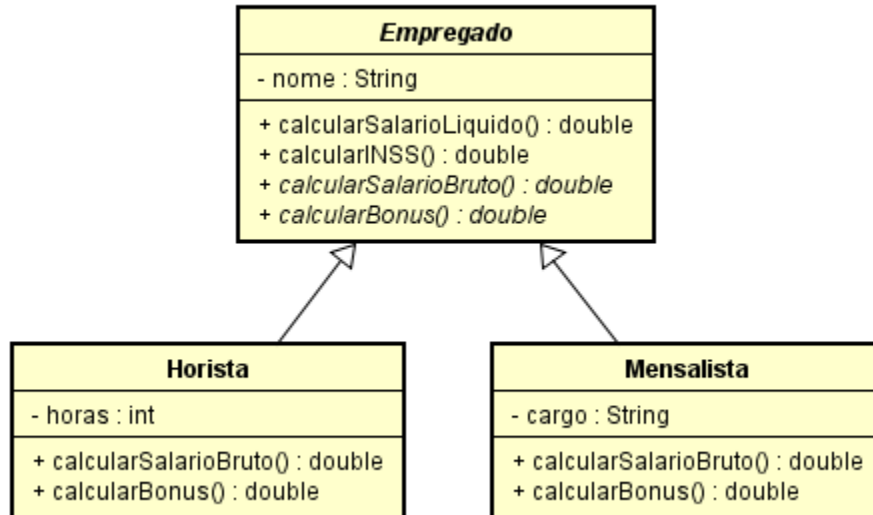 Empregado
- nome : String
+ calcularSalarioLiquido() : double
+ calcularINSS() : double
+ calcularSalarioBruto() : double
+ calcularBonus() : double
Horista
- horas : int
+ calcularSalarioBruto() : double
+ calcularBonus() : double
Mensalista
- cargo : String
+ calcularSalarioBruto() : double
+ calcularBonus() : double